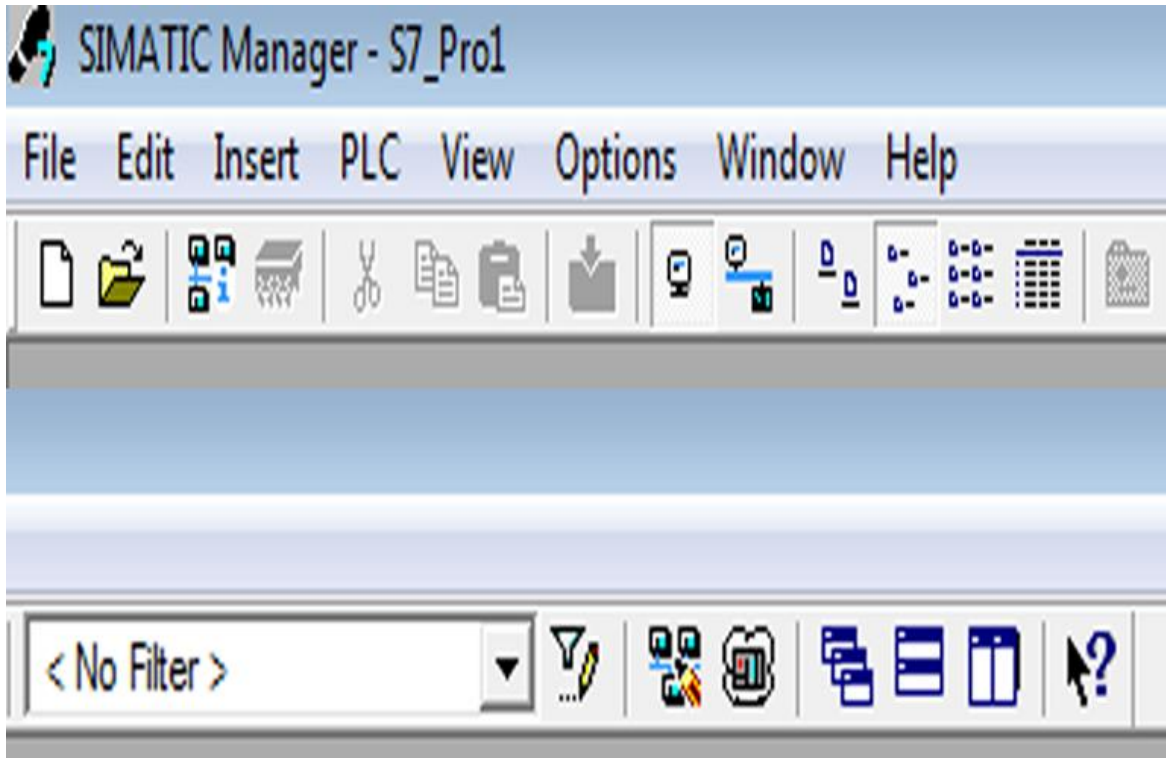 SIMATIC Manager - S7_Pro1
File Edit Insert PLC View Options Window Help
< No Filter >